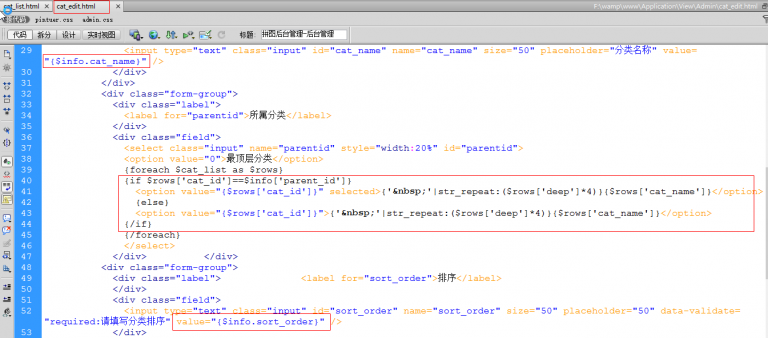 cat_list.html cat_edit.html F:\wamp\www\Application\View\Admin\cat_edit.html
pintuer.css admin.css
代码 拆分 设计 实时视图 标题: 拼图后台管理-后台管理
29 <input type="text" class="input" id="cat_name" name="cat_name" size="50" placeholder="分类名称" value=
"{$info.cat_name}" />
30 </div>
31 </div>
32 <div class="form-group">
33 <div class="label">
34 <label for="parentid">所属分类</label>
35 </div>
36 <div class="field">
37 <select class="input" name="parentid" style="width:20%" id="parentid">
38 <option value="0">最顶层分类</option>
39 {foreach $cat_list as $rows}
40 {if $rows['cat_id']==$info['parent_id']}
41 <option value="{$rows['cat_id']}" selected>{'&nbsp;'|str_repeat:($rows['deep']*4)}{$rows['cat_name']}</option>
42 {else}
43 <option value="{$rows['cat_id']}">{'&nbsp;'|str_repeat:($rows['deep']*4)}{$rows['cat_name']}</option>
44 {/if}
45 {/foreach}
46 </select>
47 </div> </div>
48 <div class="form-group">
49 <div class="label"> <label for="sort_order">排序</label>
50 </div>
51 <div class="field">
52 <input type="text" class="input" id="sort_order" name="sort_order" size="50" placeholder="50" data-validate=
"required:请填写分类排序" value="{$info.sort_order}" />
53 </div>